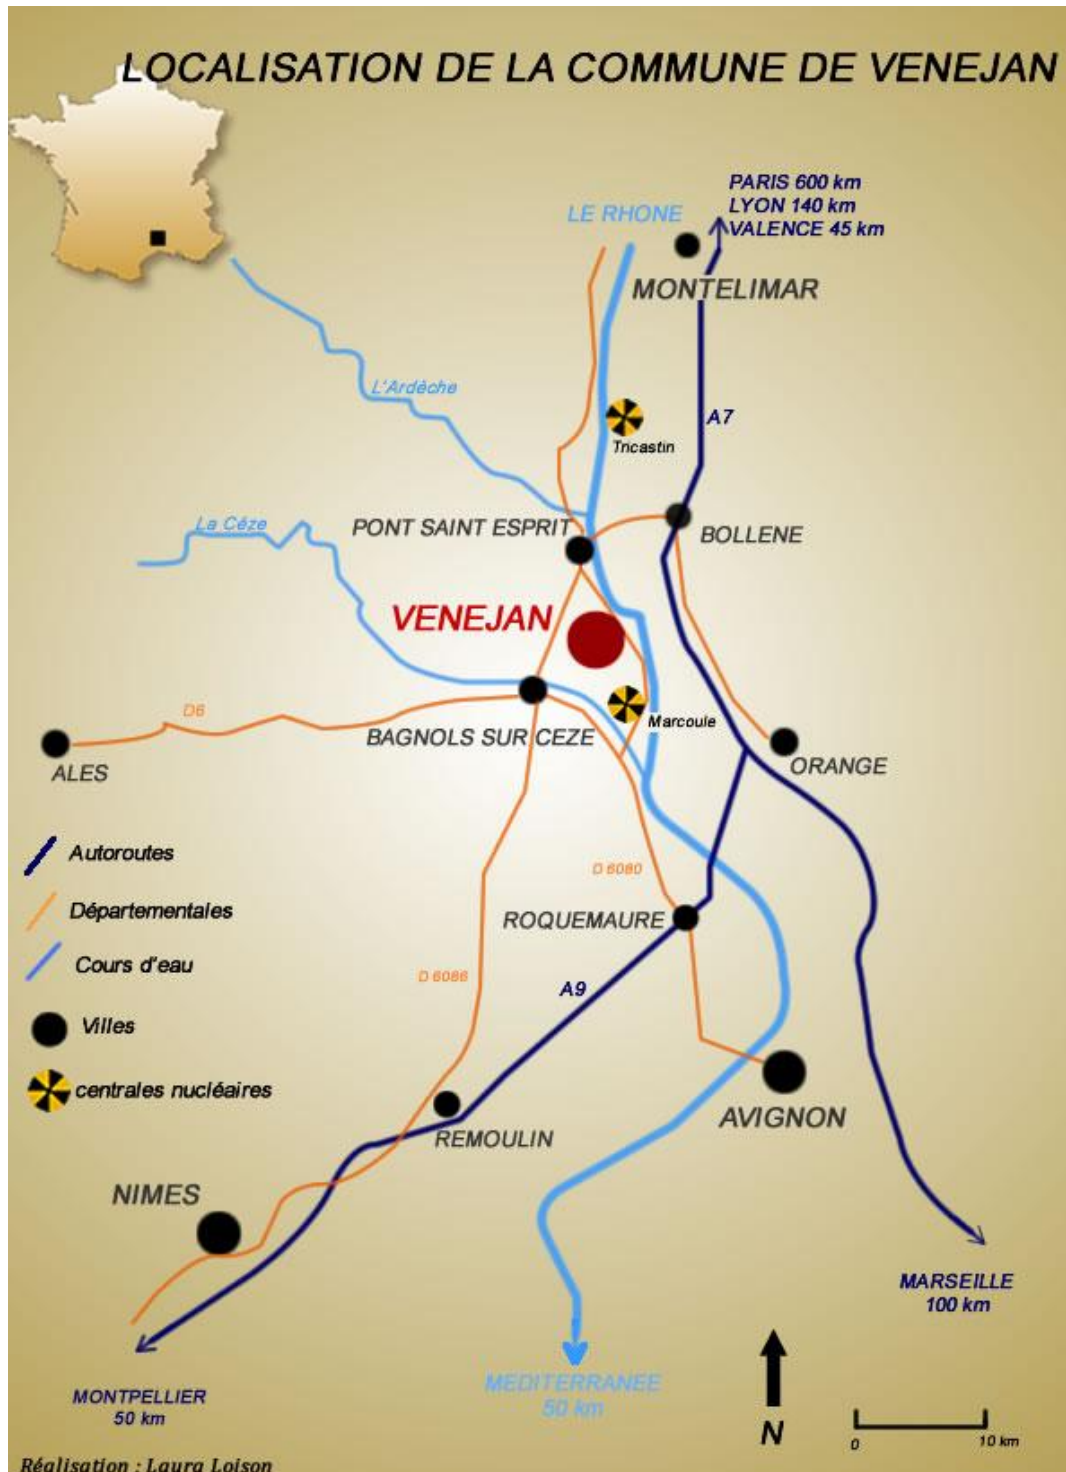 LOCALISATION DE LA COMMUNE DE VENEJAN
PARIS 600 km
LYON 140 km
VALENCE 45 km
LE RHONE
MONTELIMAR
L'Ardèche
A7
Tricastin
La Céze
PONT SAINT ESPRIT
BOLLENE
VENEJAN
D6
Marcoule
BAGNOLS SUR CEZE
ORANGE
ALES
Autoroutes
D 6080
Départementales
ROQUEMAURE
Cours d'eau
D 6086
A9
Villes
centrales nucléaires
AVIGNON
REMOULIN
NIMES
MARSEILLE
100 km
MEDITERRANEE
50 km
MONTPELLIER
50 km
N
0
10 km
Réalisation : Laura Loison